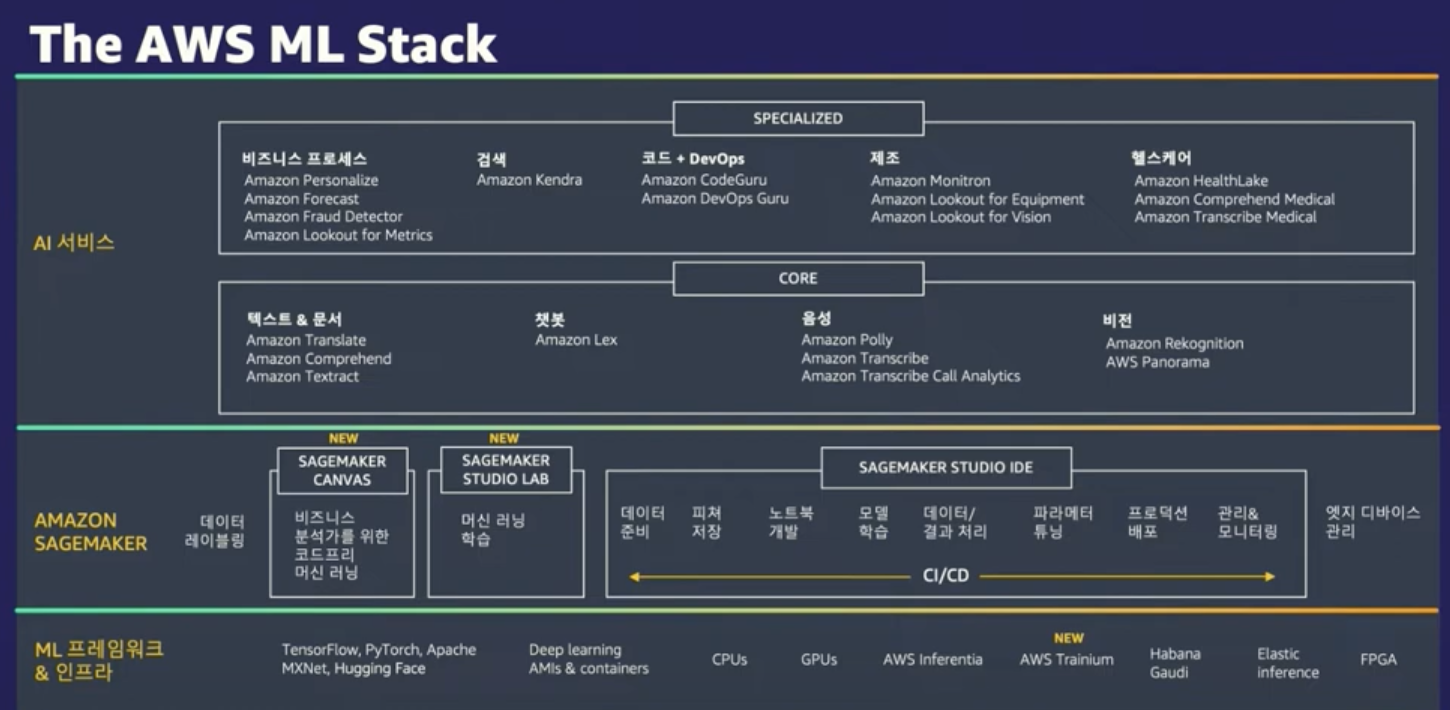 The AWS ML Stack
AI 서비스
SPECIALIZED
비즈니스 프로세스
Amazon Personalize
Amazon Forecast
Amazon Fraud Detector
Amazon Lookout for Metrics
검색
Amazon Kendra
코드 + DevOps
Amazon CodeGuru
Amazon DevOps Guru
제조
Amazon Monitron
Amazon Lookout for Equipment
Amazon Lookout for Vision
헬스케어
Amazon HealthLake
Amazon Comprehend Medical
Amazon Transcribe Medical
CORE
텍스트 & 문서
Amazon Translate
Amazon Comprehend
Amazon Textract
챗봇
Amazon Lex
음성
Amazon Polly
Amazon Transcribe
Amazon Transcribe Call Analytics
비전
Amazon Rekognition
AWS Panorama
AMAZON
SAGEMAKER
데이터
레이블링
NEW
SAGEMAKER
CANVAS
비즈니스
분석가를 위한
코드프리
머신 러닝
NEW
SAGEMAKER
STUDIO LAB
머신 러닝
학습
SAGEMAKER STUDIO IDE
데이터
준비
피쳐
저장
노트북
개발
모델
학습
데이터/
결과 처리
파라메터
튜닝
프로덕션
배포
관리&
모니터링
CI/CD
엣지 디바이스
관리
ML 프레임워크
& 인프라
TensorFlow, PyTorch, Apache
MXNet, Hugging Face
Deep learning
AMIs & containers
CPUs
GPUs
AWS Inferentia
NEW
AWS Trainium
Habana
Gaudi
Elastic
inference
FPGA